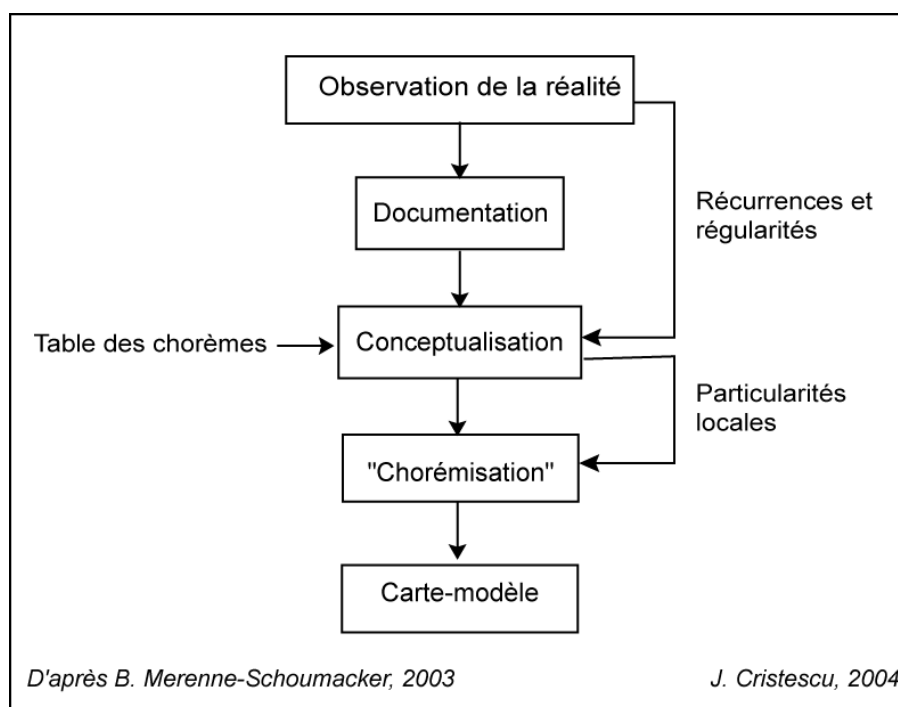 Observation de la réalité
Documentation
Récurrences et
régularités
Table des chorèmes
Conceptualisation
Particularités
locales
"Chorémisation"
Carte-modèle
D'après B. Merenne-Schoumacker, 2003
J. Cristescu, 2004